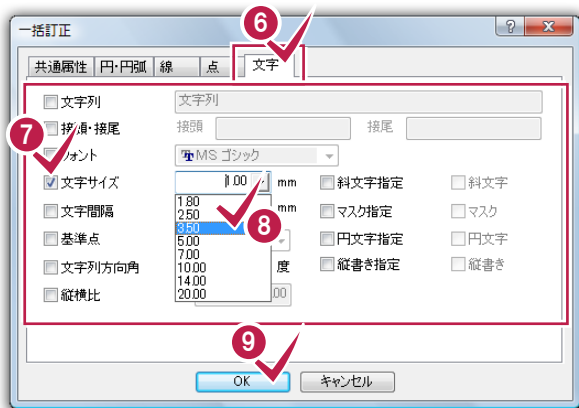 一括訂正
6
共通属性 円・円弧 線 点 文字
文字列 文字列
7
接頭・接尾 接頭 接尾
フォント MS ゴシック
文字サイズ 1.00 mm 斜文字指定 斜文字
文字間隔 mm マスク指定 マスク
基準点 円文字指定 円文字
文字列方向角 度 縦書き指定 縦書き
縦横比 .00
1.80
2.50
3.50
5.00
7.00
10.00
14.00
20.00
8
9
OK キャンセル